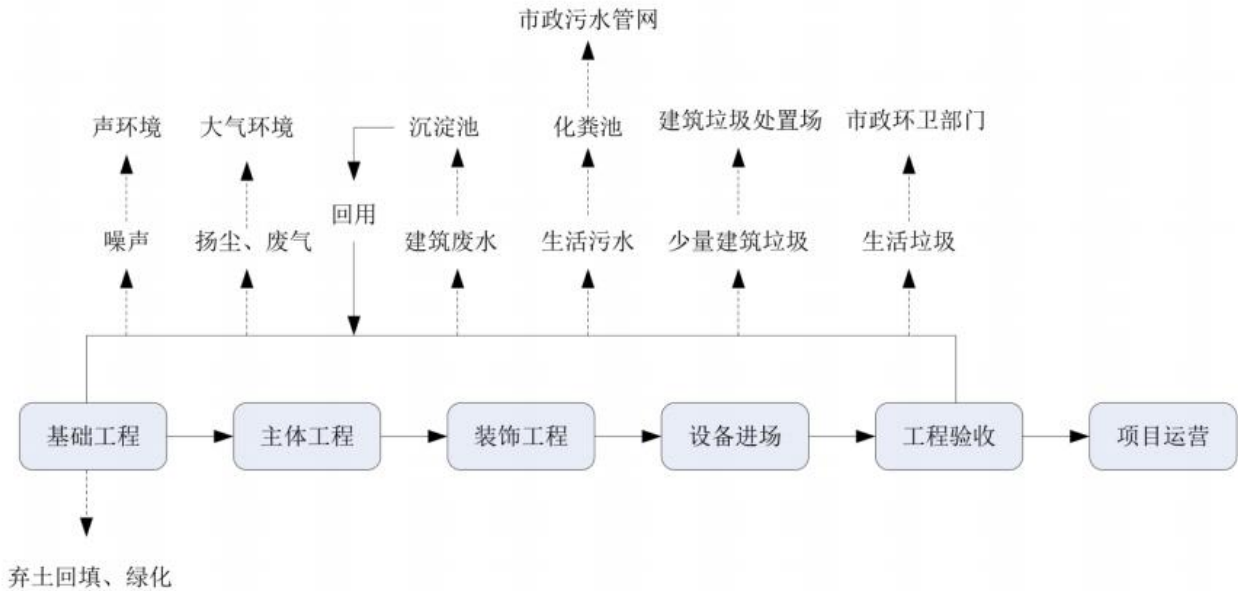 市政污水管网
声环境
大气环境
沉淀池
化粪池
建筑垃圾处置场
市政环卫部门
回用
噪声
扬尘、废气
建筑废水
生活污水
少量建筑垃圾
生活垃圾
基础工程
主体工程
装饰工程
设备进场
工程验收
项目运营
弃土回填、绿化